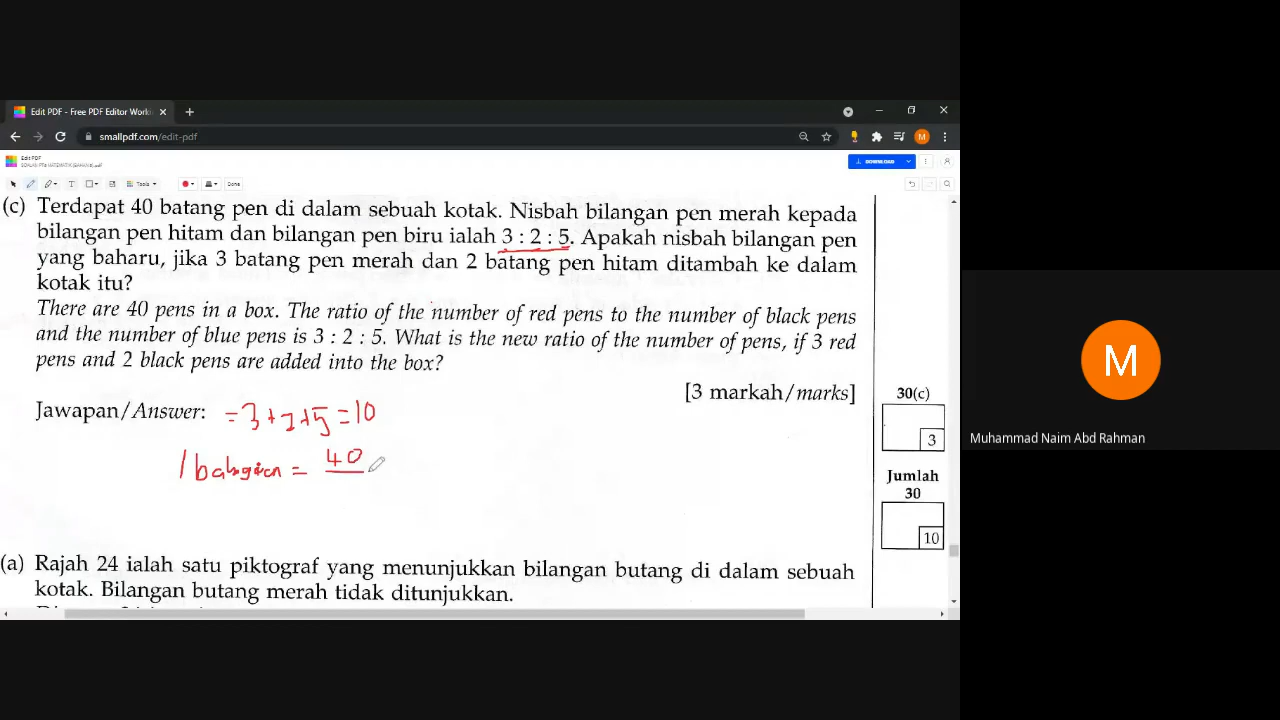 Edit PDF - Free PDF Editor Worki
smallpdf.com/edit-pdf
M
Edit PDF
DOWNLOAD
Tools
Done
(c) Terdapat 40 batang pen di dalam sebuah kotak. Nisbah bilangan pen merah kepada
bilangan pen hitam dan bilangan pen biru ialah 3 : 2 : 5. Apakah nisbah bilangan pen
yang baharu, jika 3 batang pen merah dan 2 batang pen hitam ditambah ke dalam
kotak itu?
There are 40 pens in a box. The ratio of the number of red pens to the number of black pens
and the number of blue pens is 3 : 2 : 5. What is the new ratio of the number of pens, if 3 red
pens and 2 black pens are added into the box?
[3 markah/marks]
30(c)
3
Jawapan/Answer: = 3 + 2 + 5 = 10
1 bahagian = 40
Jumlah
30
10
(a) Rajah 24 ialah satu piktograf yang menunjukkan bilangan butang di dalam sebuah
kotak. Bilangan butang merah tidak ditunjukkan.
M
Muhammad Naim Abd Rahman